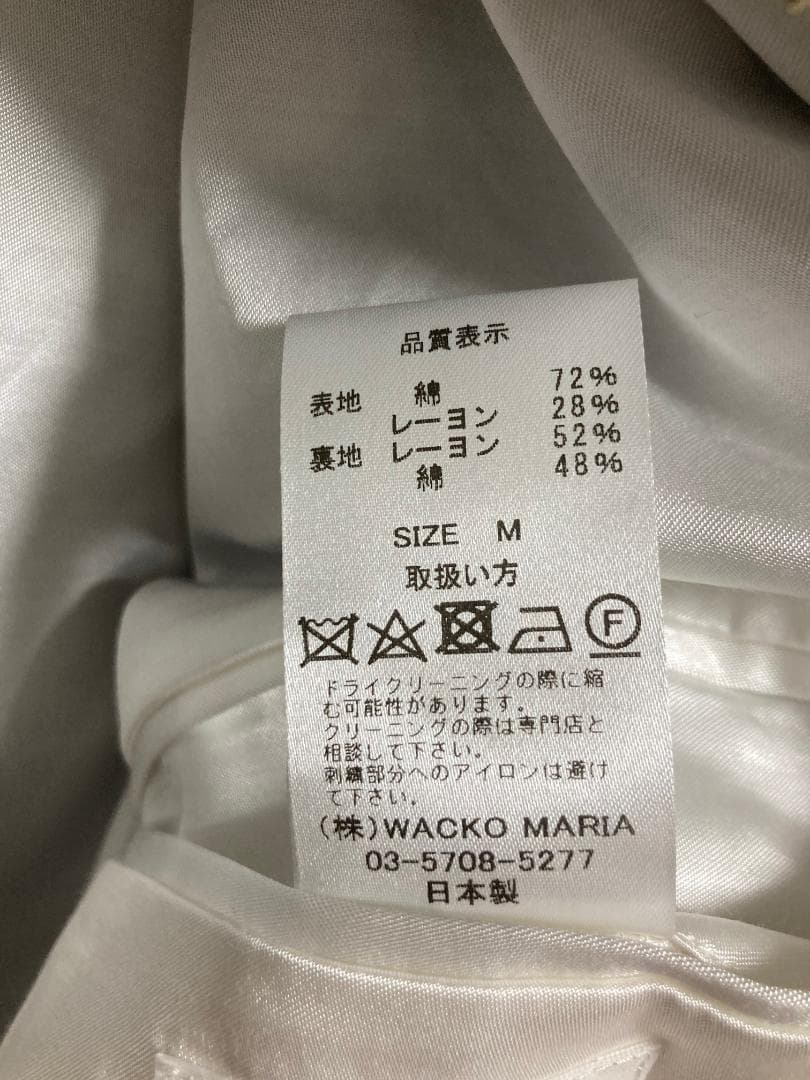 品質表示
表地 綿 72%
レーヨン 28%
裏地 レーヨン 52%
綿 48%
SIZE M
取扱い方
F
ドライクリーニングの際に縮
む可能性があります。
クリーニングの際は専門店と
相談して下さい。
刺繍部分へのアイロンは避け
て下さい。
(株)WACKO MARIA
03-5708-5277
日本製